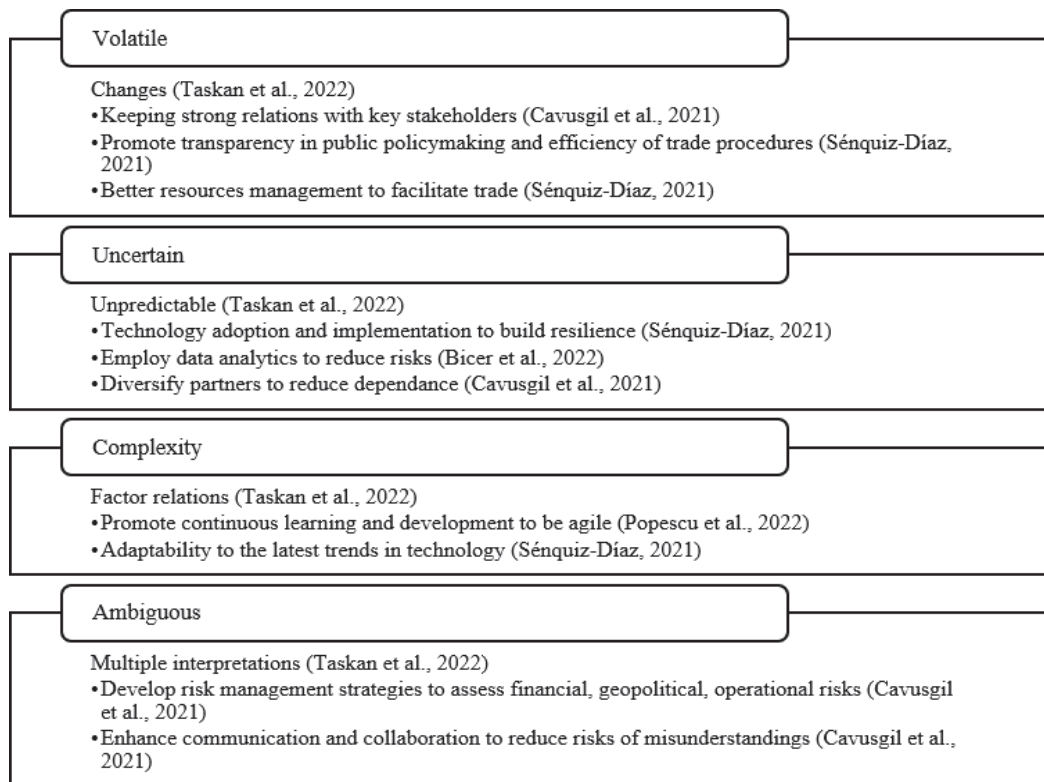 Volatile
Changes (Taskan et al., 2022)
•Keeping strong relations with key stakeholders (Cavusgil et al., 2021)
•Promote transparency in public policymaking and efficiency of trade procedures (Sénquiz-Díaz,
2021)
•Better resources management to facilitate trade (Sénquiz-Díaz, 2021)
Uncertain
Unpredictable (Taskan et al., 2022)
•Technology adoption and implementation to build resilience (Sénquiz-Díaz, 2021)
•Employ data analytics to reduce risks (Bicer et al., 2022)
•Diversify partners to reduce dependance (Cavusgil et al., 2021)
Complexity
Factor relations (Taskan et al., 2022)
•Promote continuous learning and development to be agile (Popescu et al., 2022)
•Adaptability to the latest trends in technology (Sénquiz-Díaz, 2021)
Ambiguous
Multiple interpretations (Taskan et al., 2022)
•Develop risk management strategies to assess financial, geopolitical, operational risks (Cavusgil
et al., 2021)
•Enhance communication and collaboration to reduce risks of misunderstandings (Cavusgil et al.,
2021)